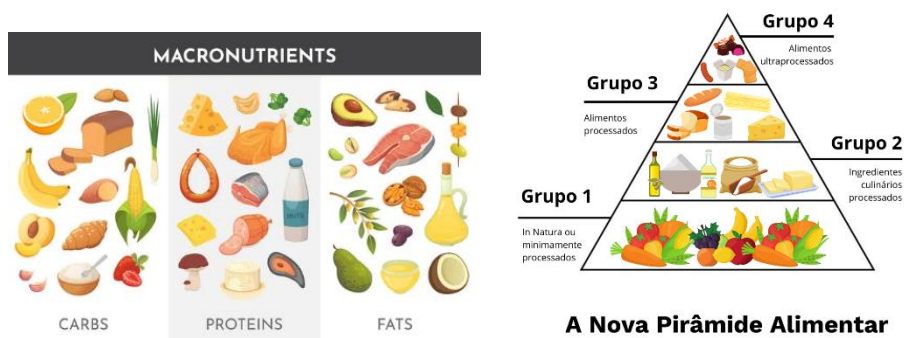 MACRONUTRIENTS
CARBS
PROTEINS
FATS
Grupo 4
Alimentos
ultraprocessados
Grupo 3
Alimentos
processados
Grupo 2
Ingredientes
culinários
processados
Grupo 1
In Natura ou
minimamente
processados
A Nova Pirâmide Alimentar